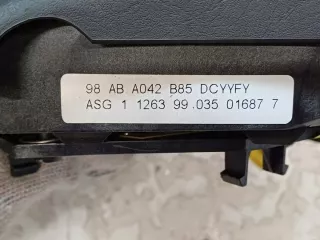 98 AB A042 B85 DCYYFY
ASG 1 1263 99.035 01687 7